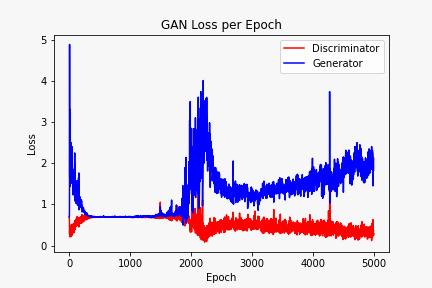 GAN Loss per Epoch
Discriminator
Generator
5
4
3
2
1
0
Loss
0 1000 2000 3000 4000 5000
Epoch